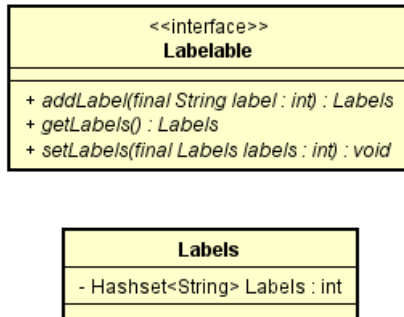 <<interface>>
Labelable
+ addLabel(final String label : int) : Labels
+ getLabels() : Labels
+ setLabels(final Labels labels : int) : void
Labels
- Hashset<String> Labels : int